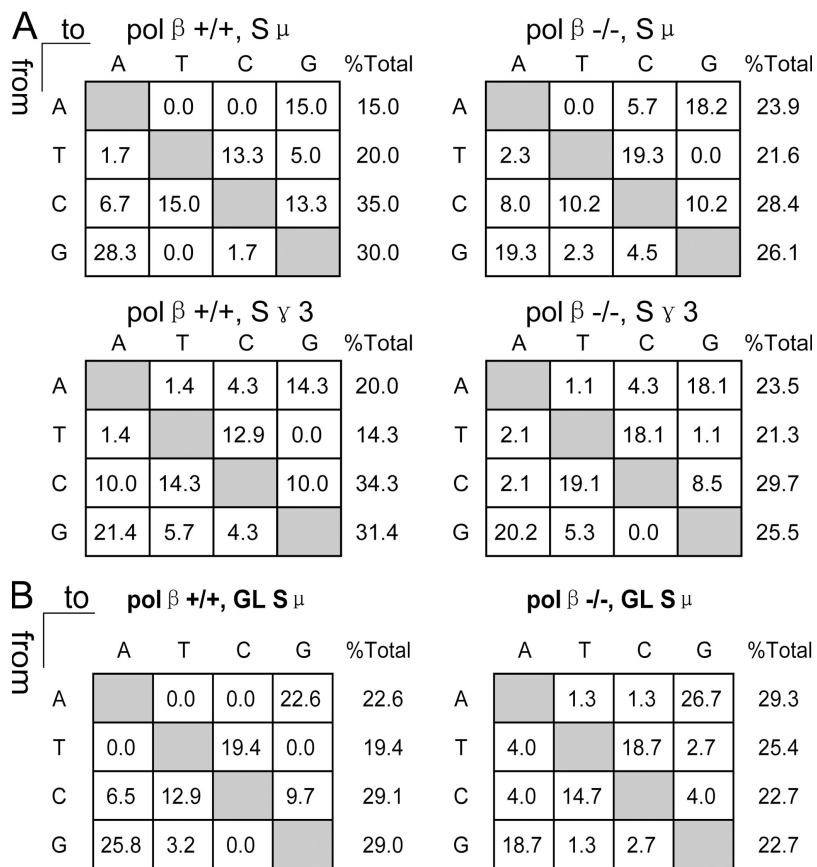 A to pol β +/+, S μ pol β -/-, S μ
from
A T C G %Total A T C G %Total
A 0.0 0.0 15.0 15.0 A 0.0 5.7 18.2 23.9
T 1.7 13.3 5.0 20.0 T 2.3 19.3 0.0 21.6
C 6.7 15.0 13.3 35.0 C 8.0 10.2 10.2 28.4
G 28.3 0.0 1.7 30.0 G 19.3 2.3 4.5 26.1
pol β +/+, S γ 3 pol β -/-, S γ 3
A T C G %Total A T C G %Total
A 1.4 4.3 14.3 20.0 A 1.1 4.3 18.1 23.5
T 1.4 12.9 0.0 14.3 T 2.1 18.1 1.1 21.3
C 10.0 14.3 10.0 34.3 C 2.1 19.1 8.5 29.7
G 21.4 5.7 4.3 31.4 G 20.2 5.3 0.0 25.5
B to pol β +/+, GL S μ pol β -/-, GL S μ
from
A T C G %Total A T C G %Total
A 0.0 0.0 22.6 22.6 A 1.3 1.3 26.7 29.3
T 0.0 19.4 0.0 19.4 T 4.0 18.7 2.7 25.4
C 6.5 12.9 9.7 29.1 C 4.0 14.7 4.0 22.7
G 25.8 3.2 0.0 29.0 G 18.7 1.3 2.7 22.7